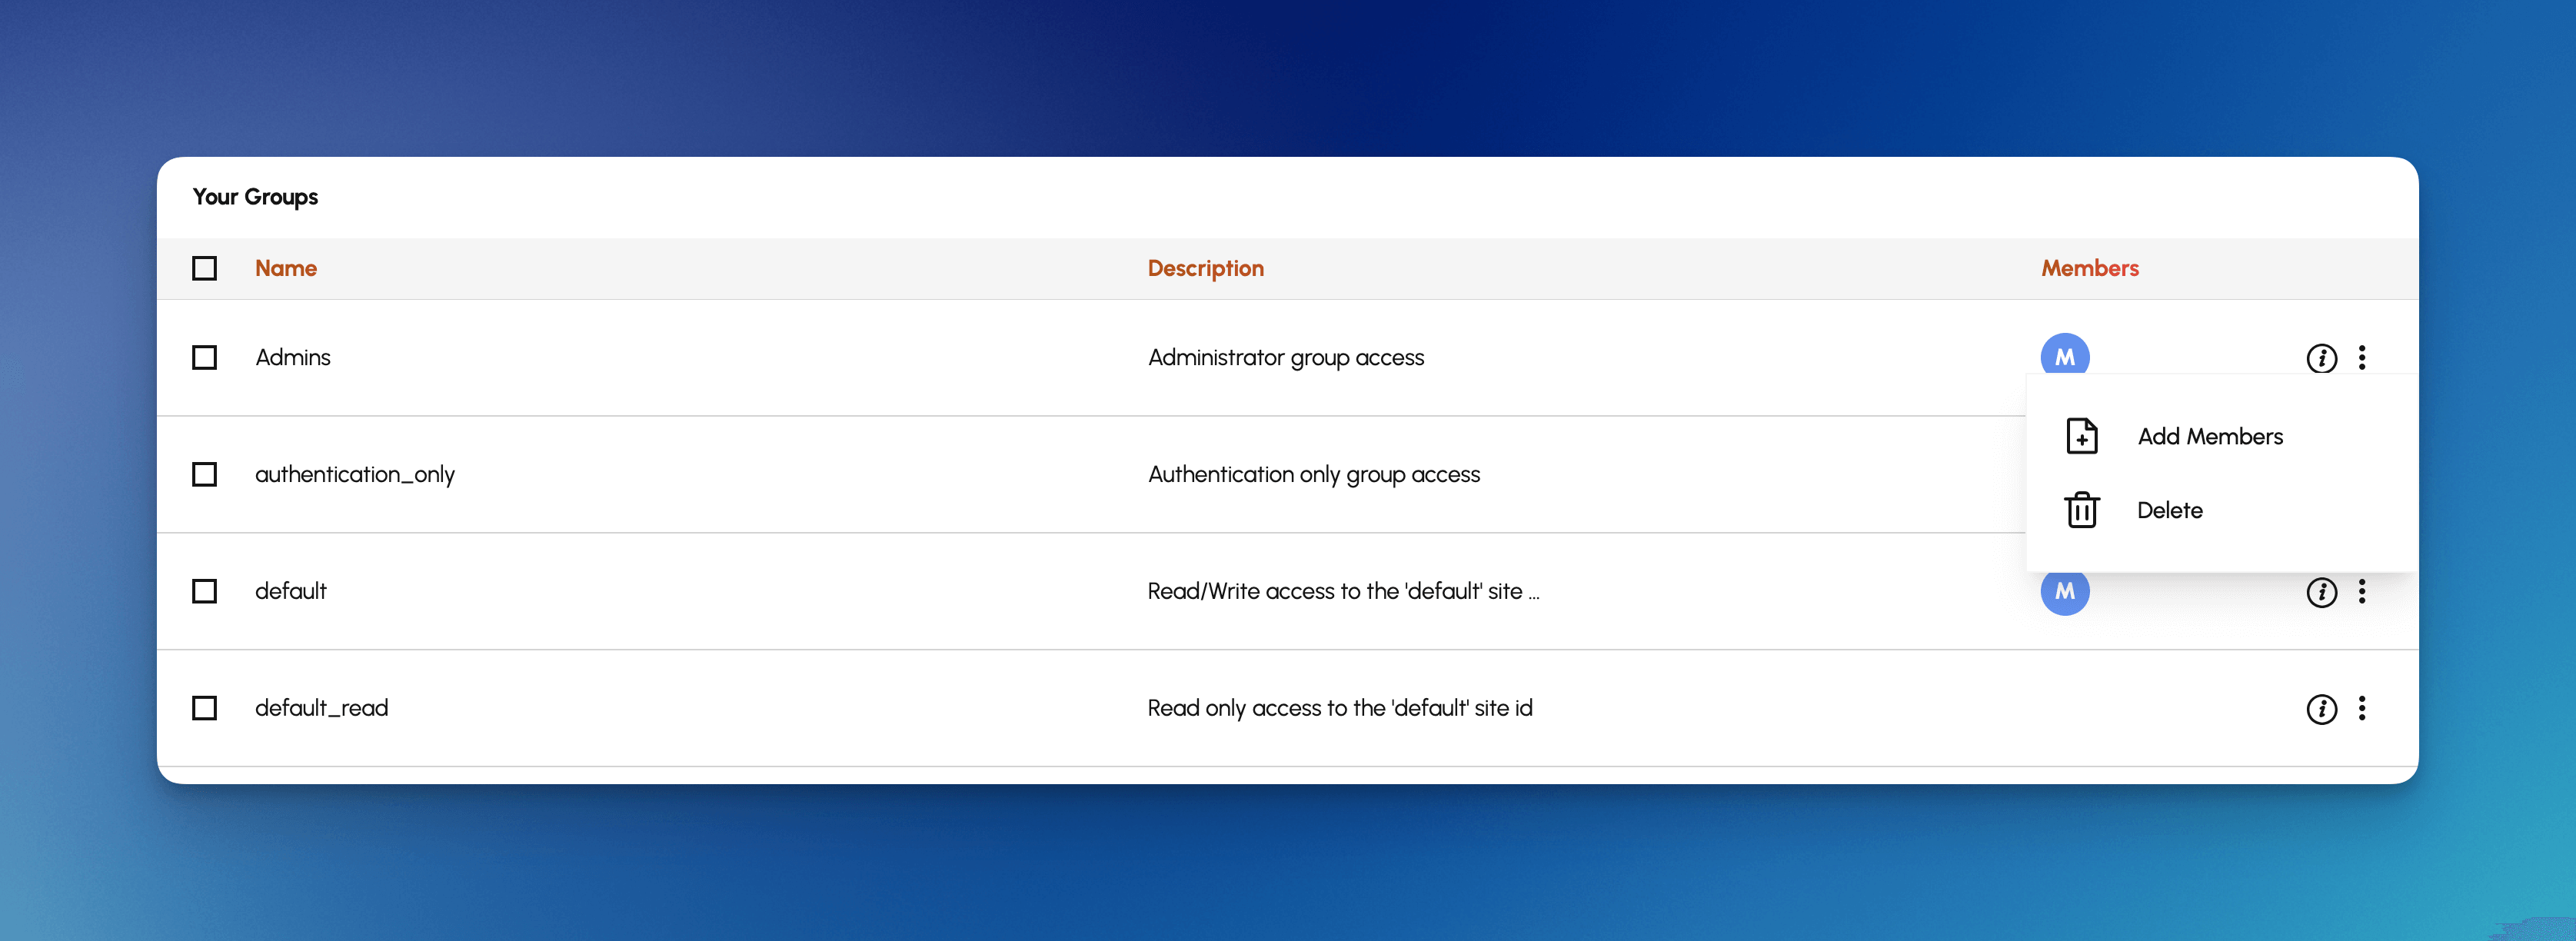 Your Groups
Name Description Members
Admins Administrator group access M
Add Members
authentication_only Authentication only group access
Delete
default Read/Write access to the 'default' site ... M
default_read Read only access to the 'default' site id